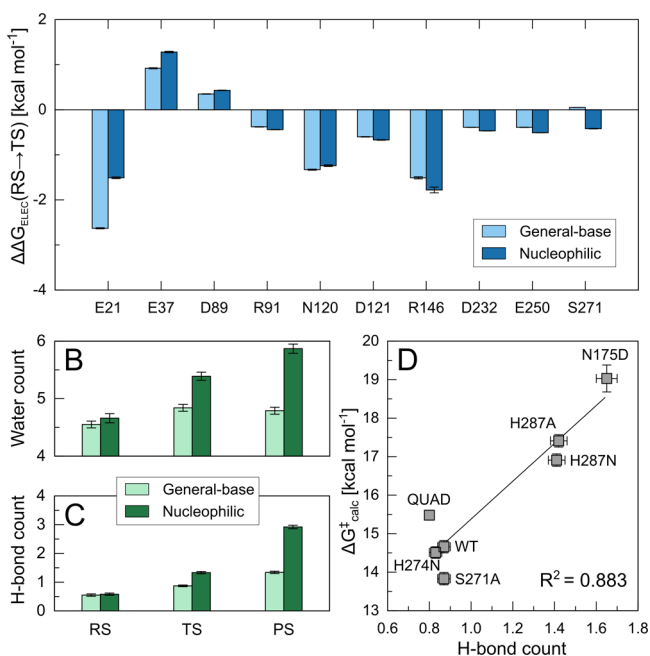 ΔΔG_ELEC(RS→TS) [kcal mol⁻¹]
2
0
-2
-4
General-base
Nucleophilic
E21 E37 D89 R91 N120 D121 R146 D232 E250 S271
B
Water count
6
5
4
General-base
Nucleophilic
C
H-bond count
4
3
2
1
0
RS TS PS
D
ΔG‡calc [kcal mol⁻¹]
20
19
18
17
16
15
14
13
N175D
H287A
H287N
QUAD
WT
H274N
S271A
R² = 0.883
0.6 0.8 1.0 1.2 1.4 1.6 1.8
H-bond count